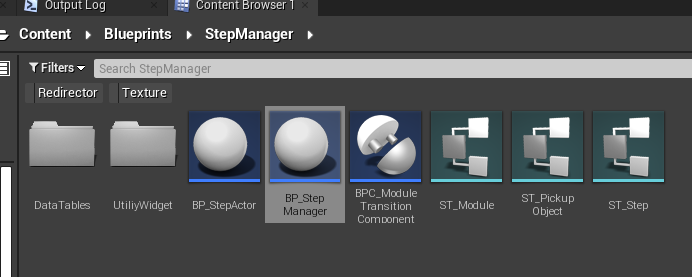 Output Log
Content Browser 1
Content Blueprints StepManager
Filters Search StepManager
Redirector Texture
DataTables
UtiliyWidget
BP_StepActor
BP_Step
Manager
BPC_Module
Transition
Component
ST_Module
ST_Pickup
Object
ST_Step